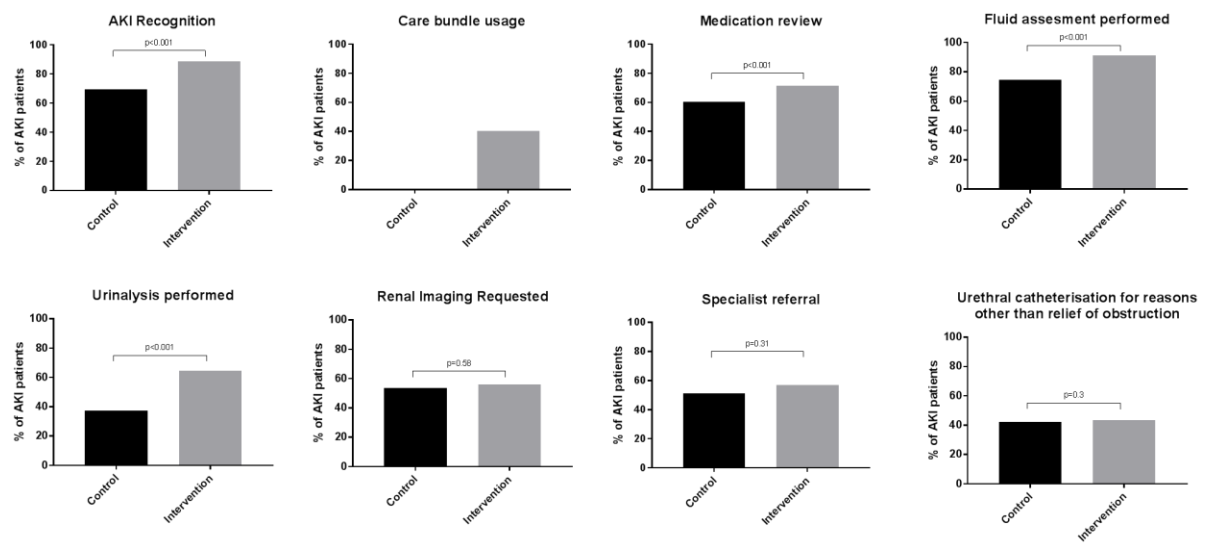 AKI Recognition
% of AKI patients
100
80
60
40
20
0
p<0.001
Control
Intervention
Care bundle usage
% of AKI patients
100
80
60
40
20
0
Control
Intervention
Medication review
% of AKI patients
100
80
60
40
20
0
p<0.001
Control
Intervention
Fluid assesment performed
% of AKI patients
100
80
60
40
20
0
p<0.001
Control
Intervention
Urinalysis performed
% of AKI patients
100
80
60
40
20
0
p<0.001
Control
Intervention
Renal Imaging Requested
% of AKI patients
100
80
60
40
20
0
p=0.58
Control
Intervention
Specialist referral
% of AKI patients
100
80
60
40
20
0
p=0.31
Control
Intervention
Urethral catheterisation for reasons
other than relief of obstruction
% of AKI patients
100
80
60
40
20
0
p=0.3
Control
Intervention